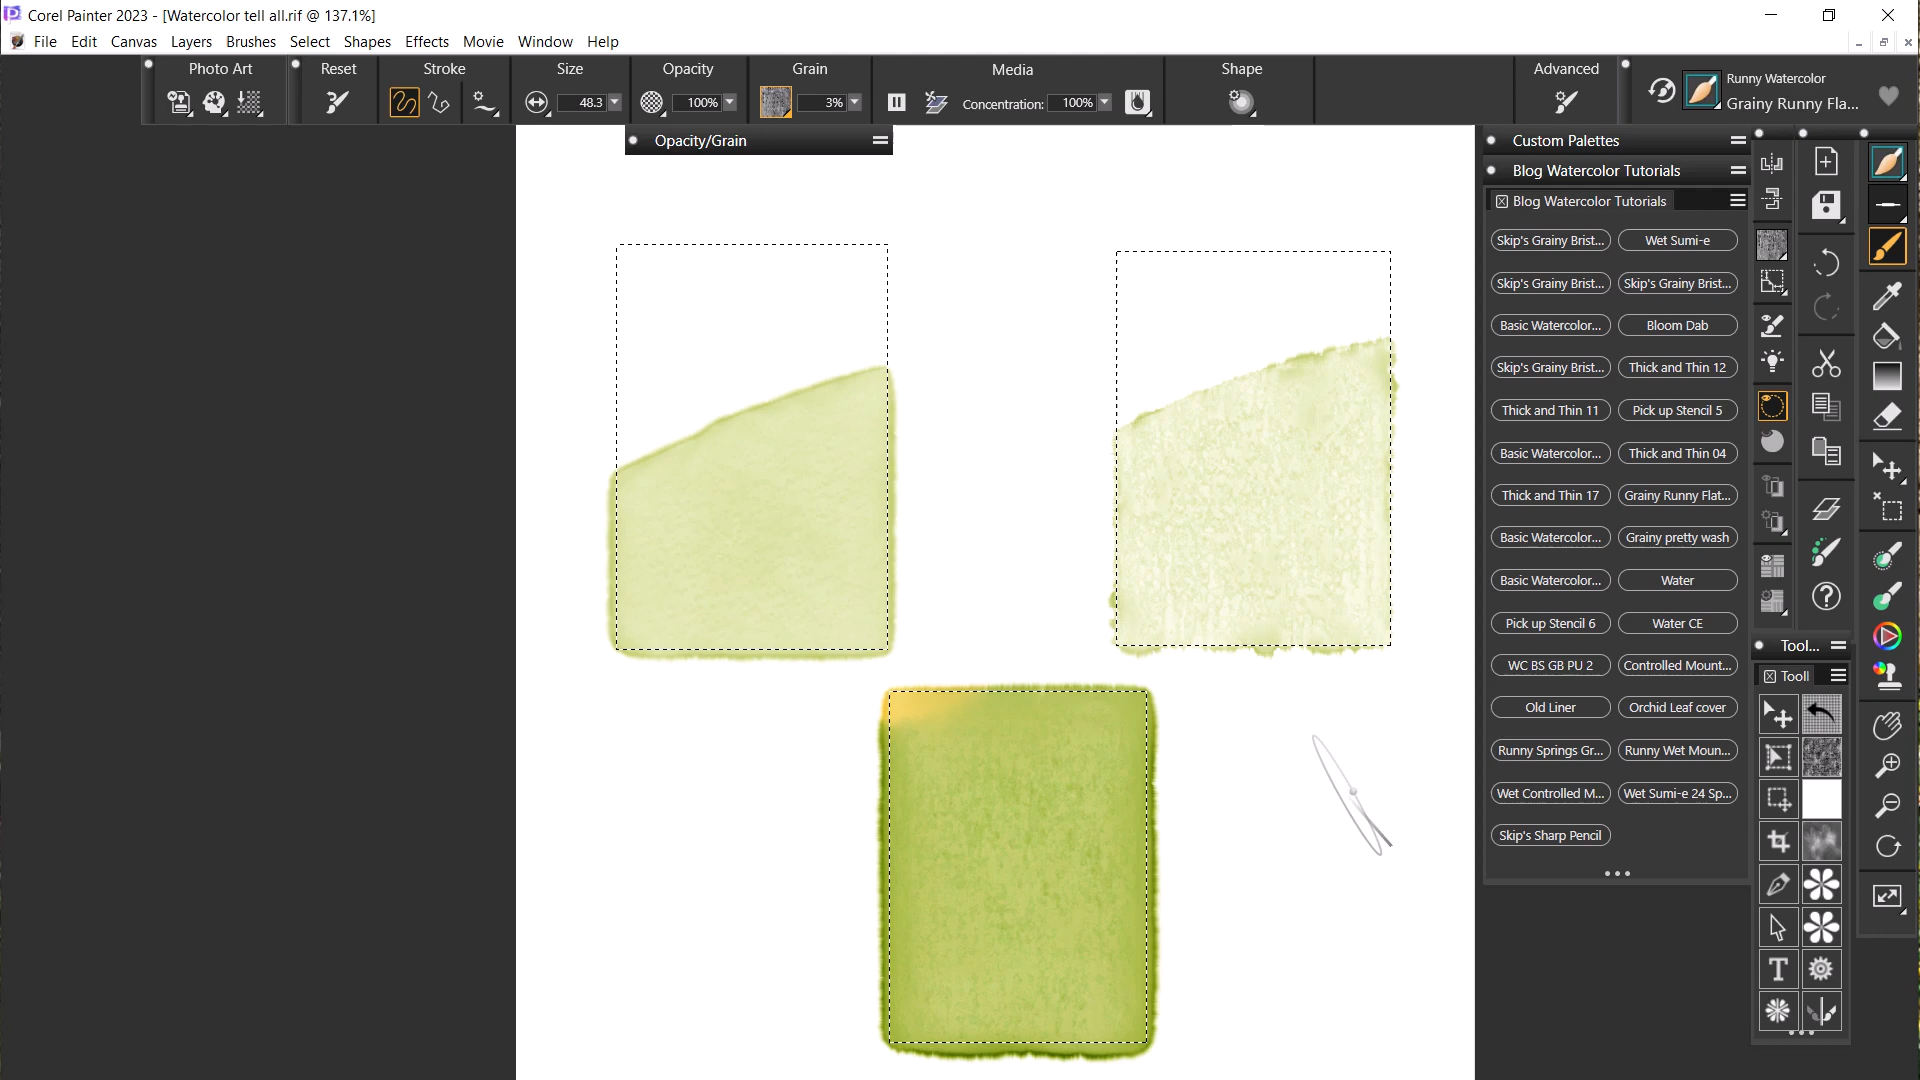 Corel Painter 2023 - [Watercolor tell all.rif @ 137.1%]
File Edit Canvas Layers Brushes Select Shapes Effects Movie Window Help
Photo Art Reset Stroke Size Opacity Grain Media Shape Advanced
48.3 100% 3% Concentration: 100%
Runny Watercolor
Grainy Runny Fla...
Opacity/Grain
Custom Palettes
Blog Watercolor Tutorials
Blog Watercolor Tutorials
Skip's Grainy Brist... Wet Sumi-e
Skip's Grainy Brist... Skip's Grainy Brist...
Basic Watercolor... Bloom Dab
Skip's Grainy Brist... Thick and Thin 12
Thick and Thin 11 Pick up Stencil 5
Basic Watercolor... Thick and Thin 04
Thick and Thin 17 Grainy Runny Flat...
Basic Watercolor... Grainy pretty wash
Basic Watercolor... Water
Pick up Stencil 6 Water CE
WC BS GB PU 2 Controlled Mount...
Old Liner Orchid Leaf cover
Runny Springs Gr... Runny Wet Moun...
Wet Controlled M... Wet Sumi-e 24 Sp...
Skip's Sharp Pencil
Tool...
Tooll